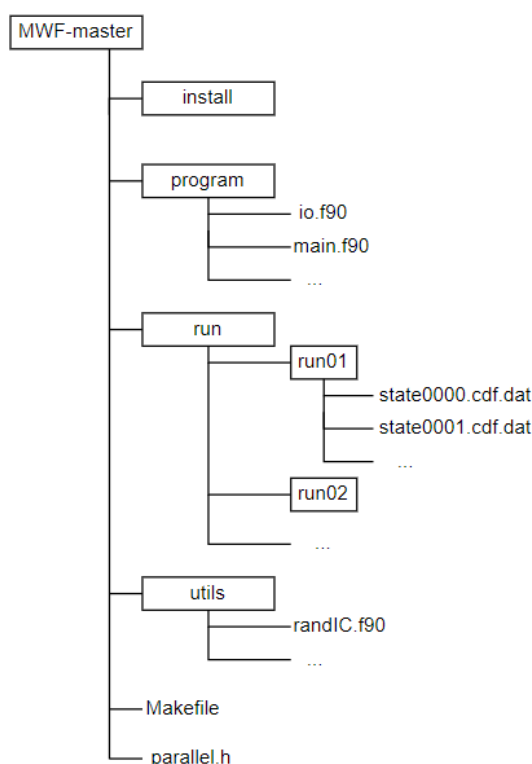 MWF-master
install
program
io.f90
main.f90
...
run
run01
state0000.cdf.dat
state0001.cdf.dat
...
run02
...
utils
randIC.f90
...
Makefile
parallel.h